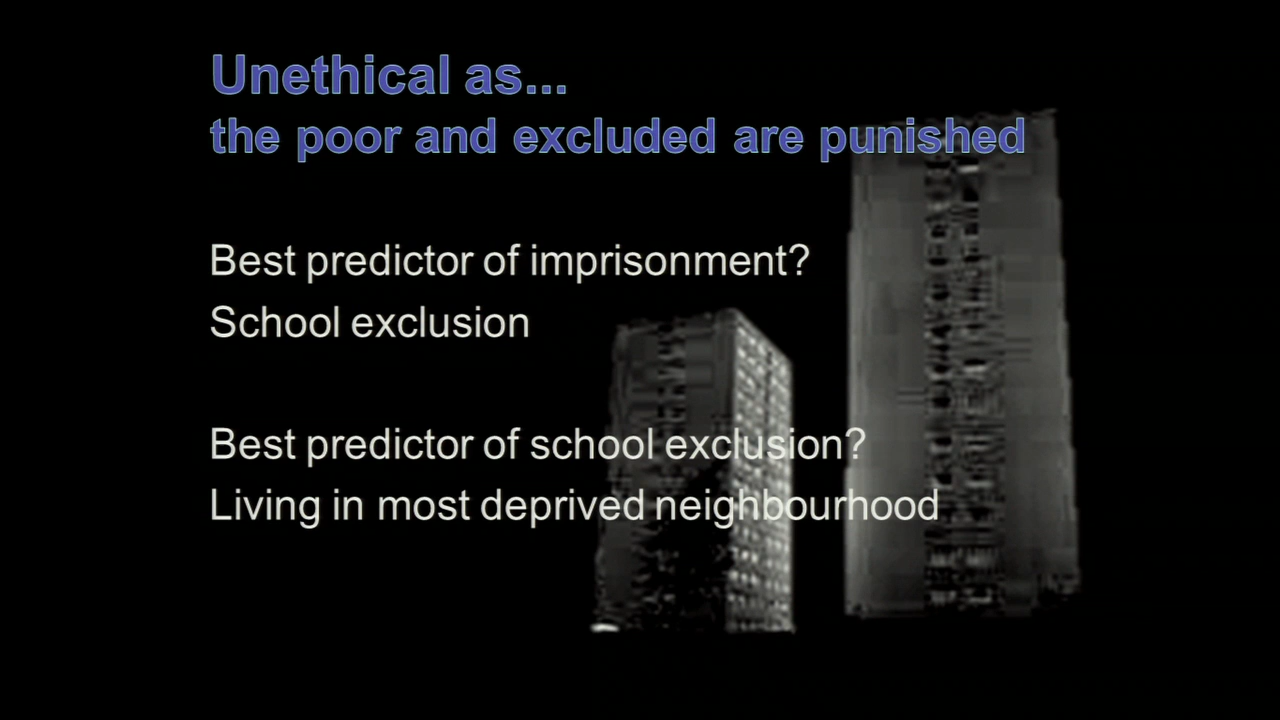 Unethical as...
the poor and excluded are punished
Best predictor of imprisonment?
School exclusion
Best predictor of school exclusion?
Living in most deprived neighbourhood